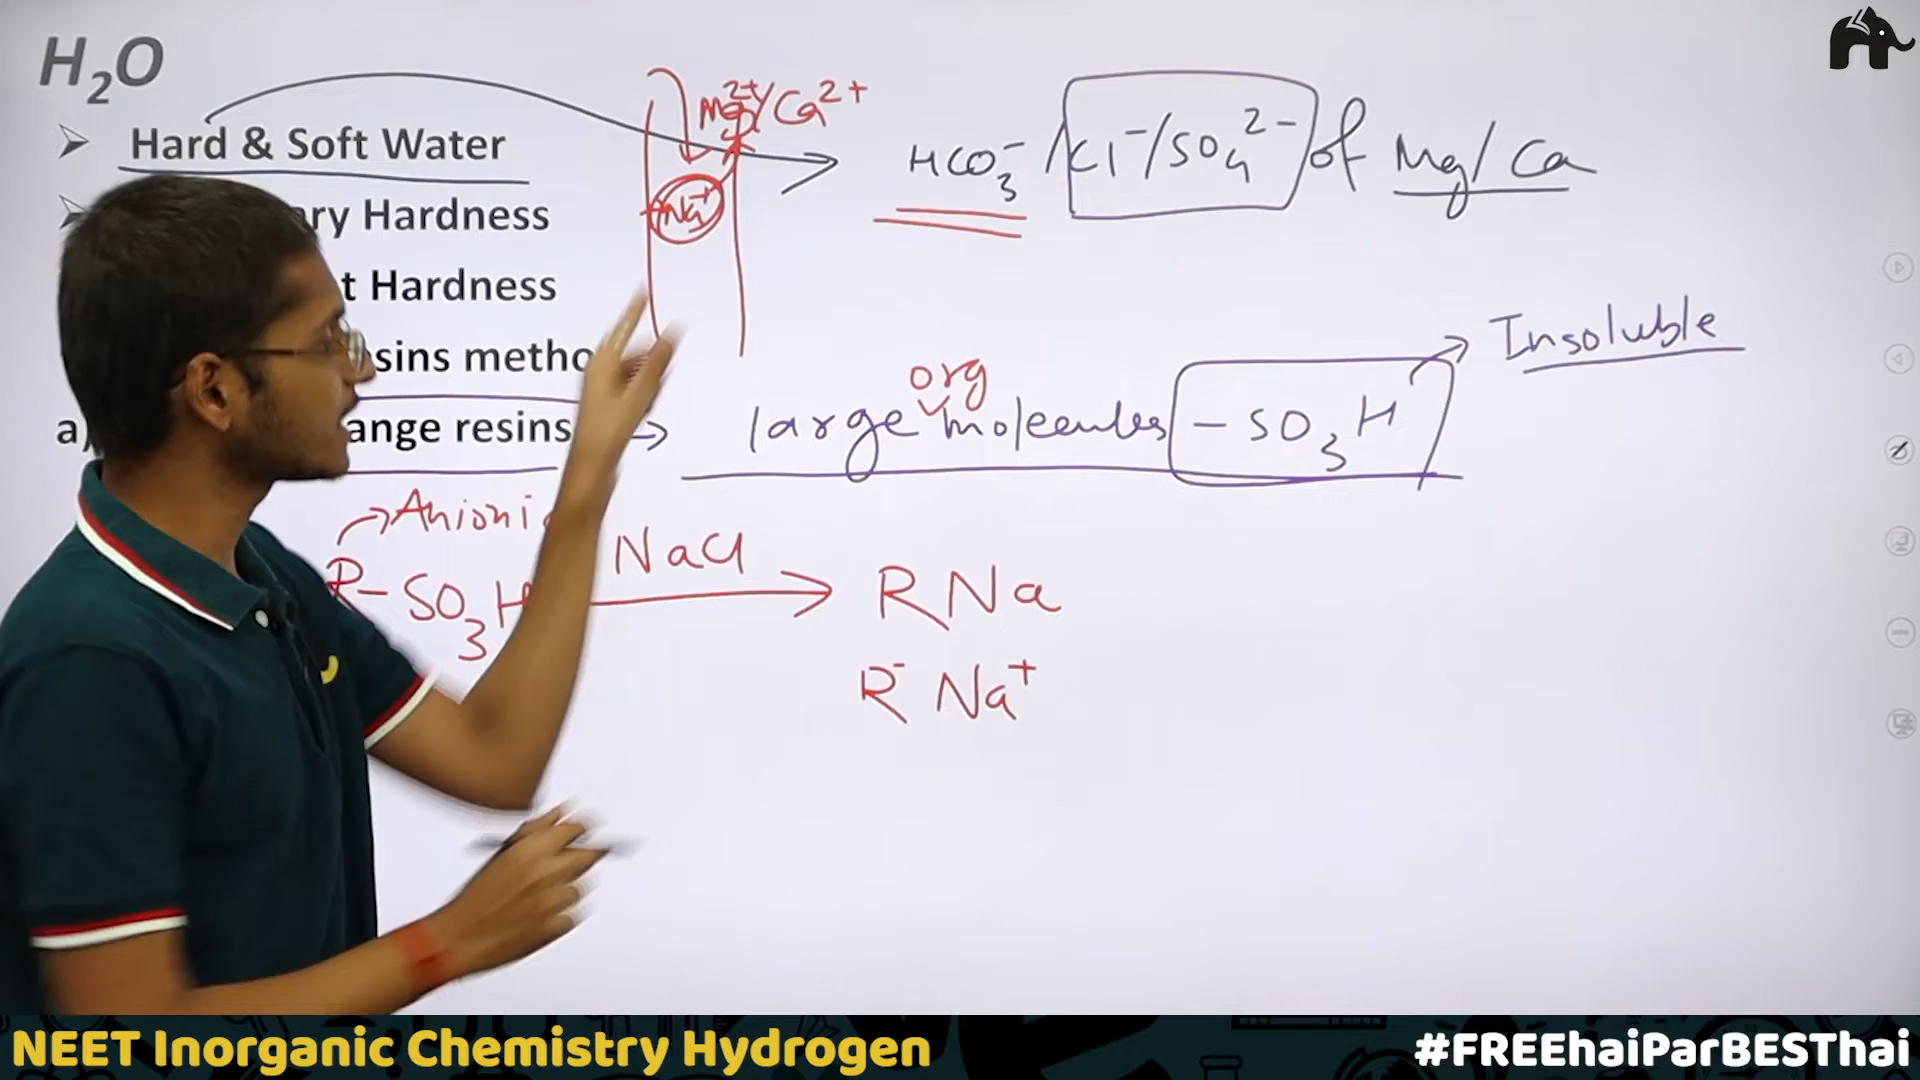 H₂O
Mg²⁺/Ca²⁺
Hard & Soft Water
HCO₃⁻ / Cl⁻/SO₄²⁻ of Mg/Ca
Na⁺
ry Hardness
t Hardness
Insoluble
sins metho
org
a)
ange resins → large molecules – SO₃H
Anioni
R–SO₃H NaCl → RNa
R⁻ Na⁺
NEET Inorganic Chemistry Hydrogen
#FREEhaiParBESThai